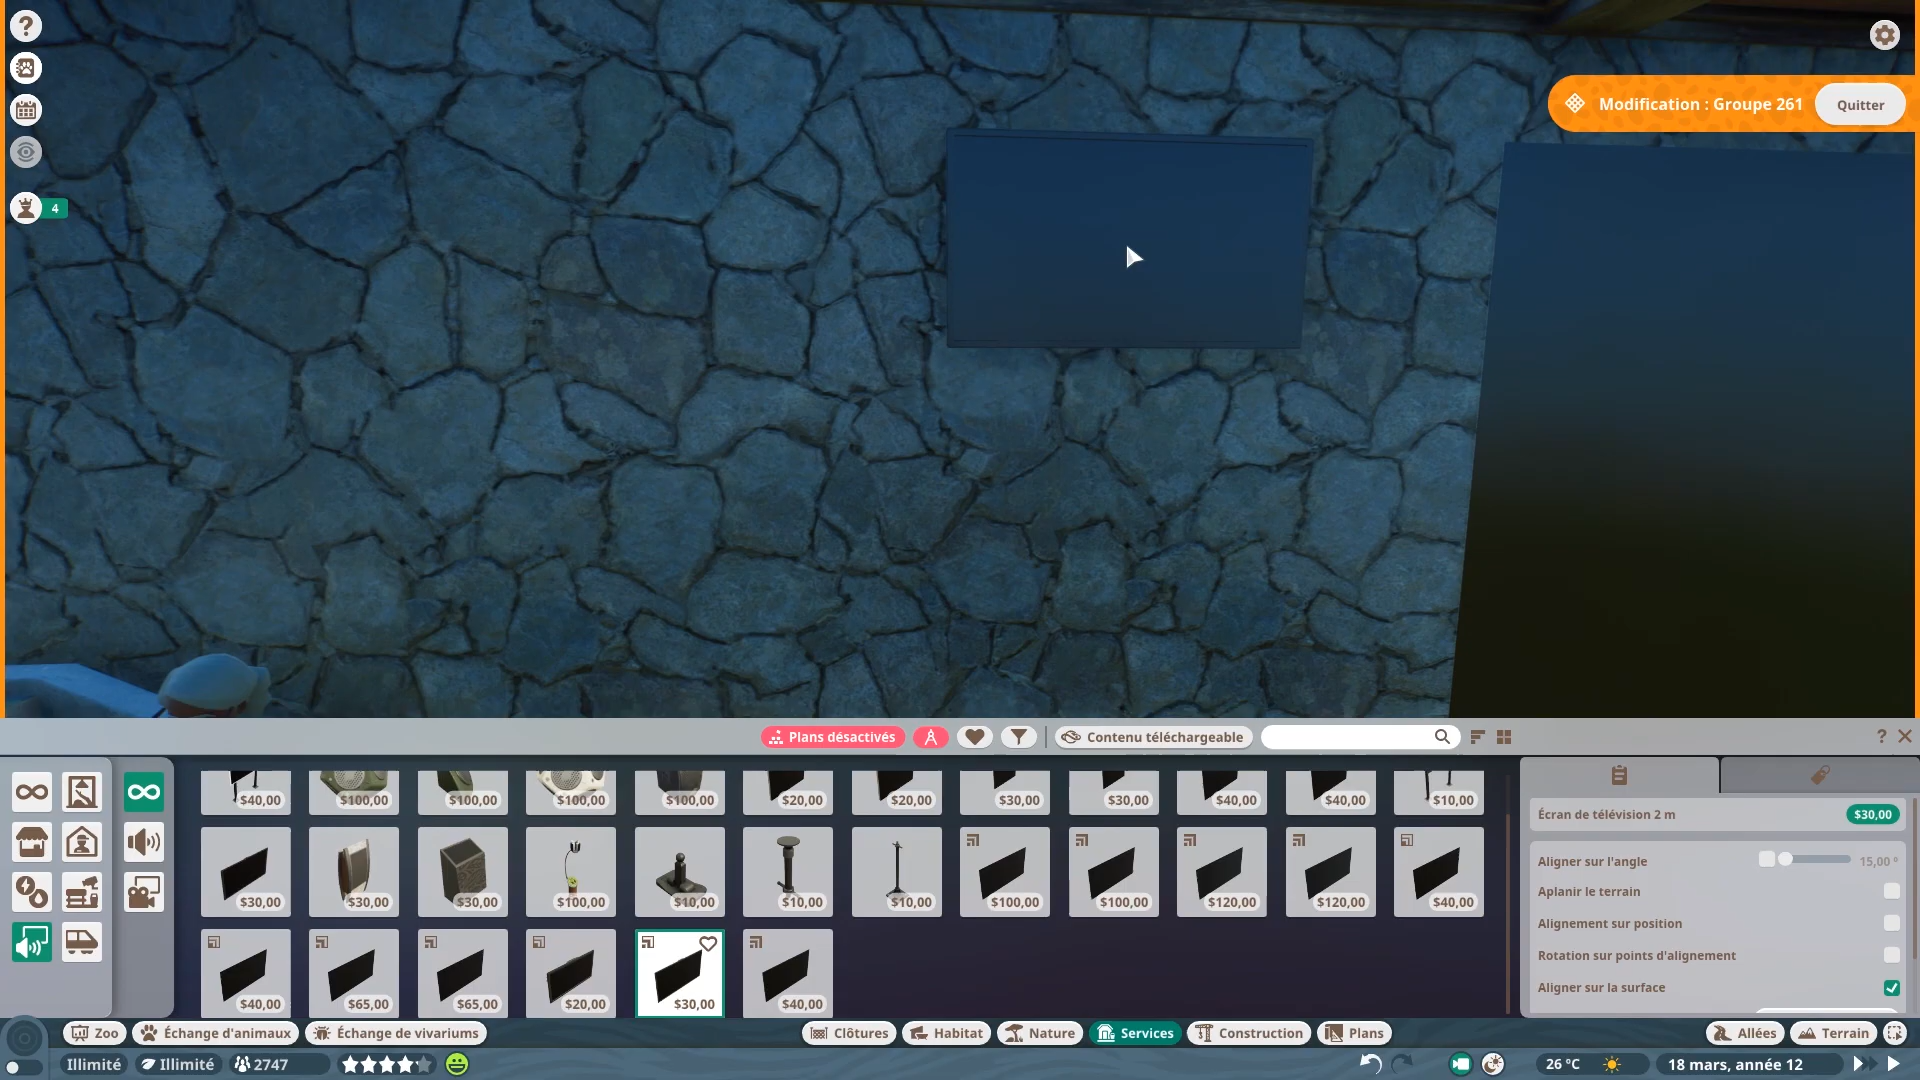 ?
Modification : Groupe 261
Quitter
4
Plans désactivés
Contenu téléchargeable
?
$40,00
$100,00
$100,00
$100,00
$100,00
$20,00
$20,00
$30,00
$30,00
$40,00
$40,00
$10,00
$30,00
$30,00
$30,00
$100,00
$10,00
$10,00
$10,00
$100,00
$100,00
$120,00
$120,00
$40,00
$40,00
$65,00
$65,00
$20,00
$30,00
$40,00
Écran de télévision 2 m
$30,00
Aligner sur l'angle
15,00 °
Aplanir le terrain
Alignement sur position
Rotation sur points d'alignement
Aligner sur la surface
Zoo
Échange d'animaux
Échange de vivariums
Clôtures
Habitat
Nature
Services
Construction
Plans
Allées
Terrain
Illimité
Illimité
2747
26 °C
18 mars, année 12